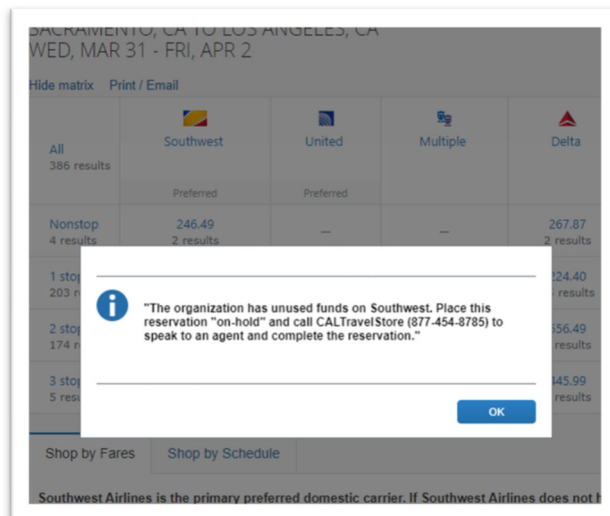 SACRAMENTO, CA TO LOS ANGELES, CA
WED, MAR 31 - FRI, APR 2
Hide matrix Print / Email
All
386 results
Southwest
United
Multiple
Delta
Preferred
Preferred
Nonstop
4 results
246.49
2 results
—
—
267.87
2 results
1 stop
203
224.40
results
"The organization has unused funds on Southwest. Place this
reservation "on-hold" and call CALTravelStore (877-454-8785) to
speak to an agent and complete the reservation."
2 stop
174
556.49
results
3 stop
5
45.99
results
OK
Shop by Fares
Shop by Schedule
Southwest Airlines is the primary preferred domestic carrier. If Southwest Airlines does not